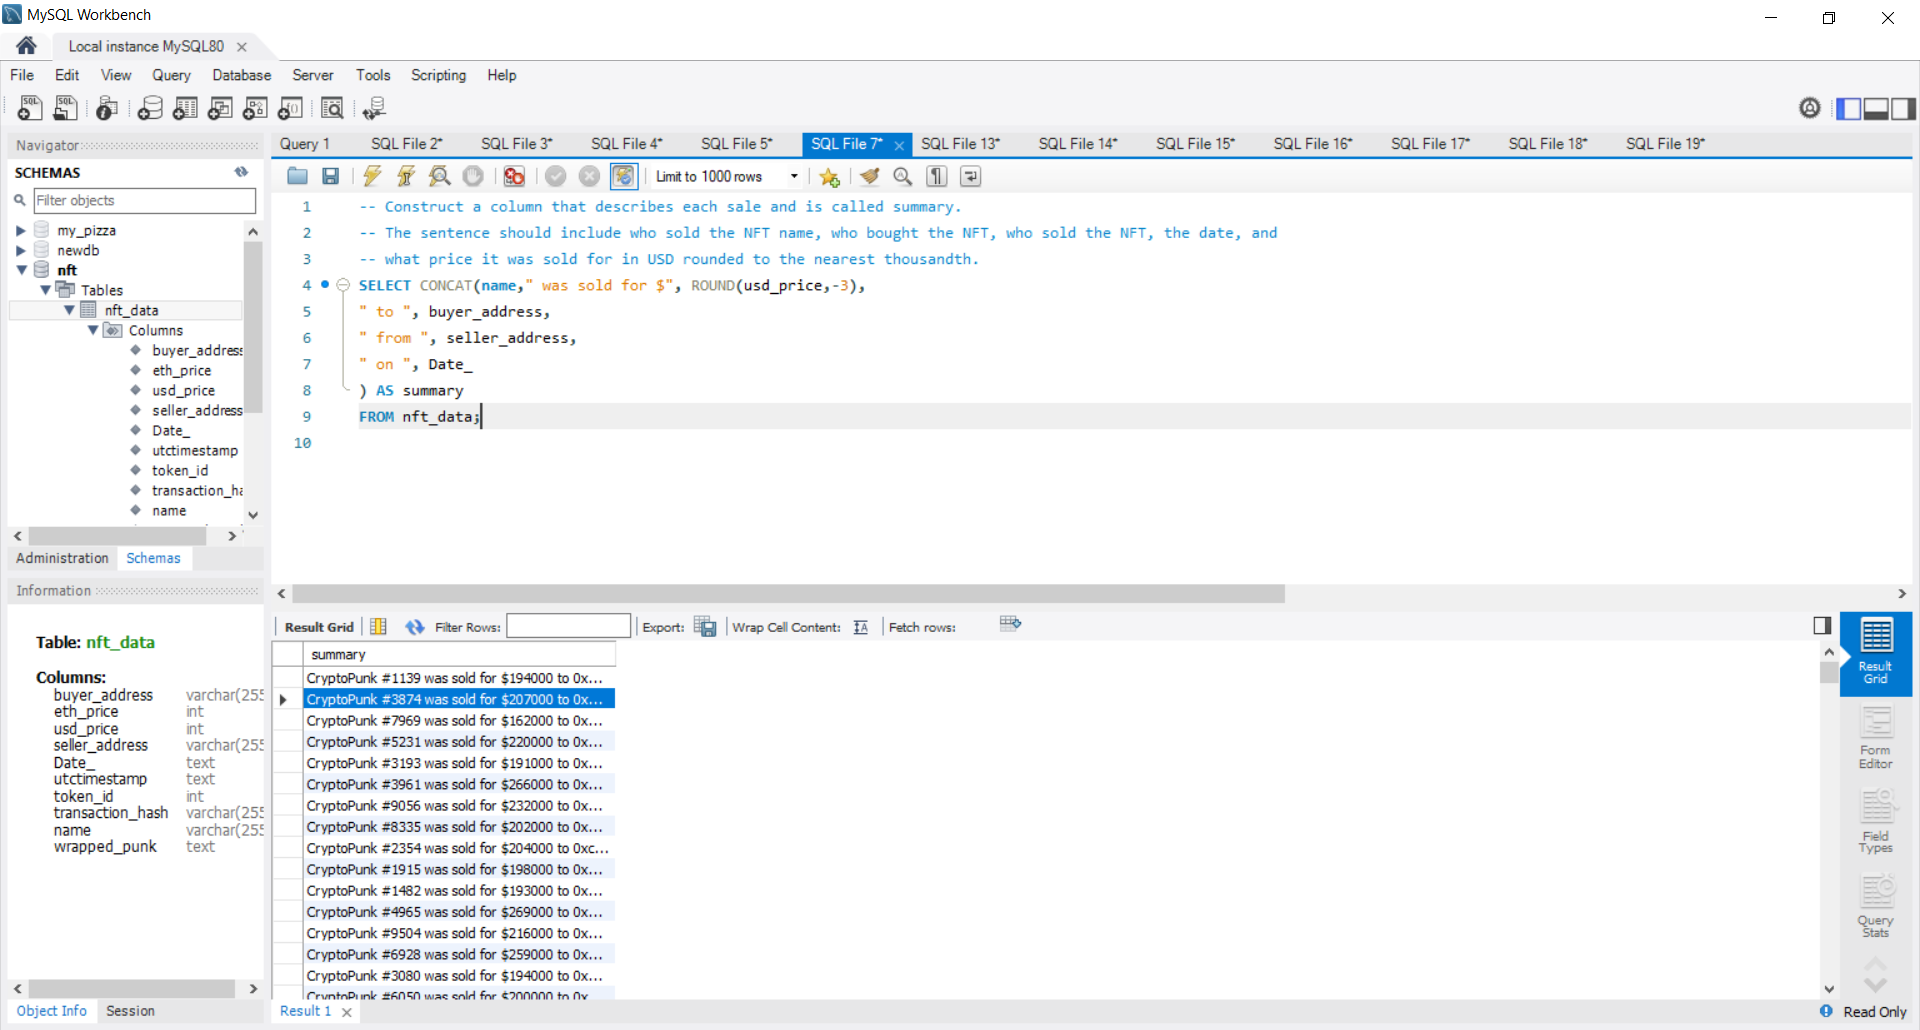 MySQL Workbench
Local instance MySQL80
File Edit View Query Database Server Tools Scripting Help
Navigator
Query 1 SQL File 2* SQL File 3* SQL File 4* SQL File 5* SQL File 7* SQL File 13* SQL File 14* SQL File 15* SQL File 16* SQL File 17* SQL File 18* SQL File 19*
SCHEMAS
Filter objects
my_pizza
newdb
nft
Tables
nft_data
Columns
buyer_address
eth_price
usd_price
seller_address
Date_
utctimestamp
token_id
transaction_ha
name
Administration Schemas
Information
Table: nft_data
Columns:
buyer_address varchar(255
eth_price int
usd_price int
seller_address varchar(255
Date_ text
utctimestamp text
token_id int
transaction_hash varchar(255
name varchar(255
wrapped_punk text
Object Info Session
Limit to 1000 rows
1 -- Construct a column that describes each sale and is called summary.
2 -- The sentence should include who sold the NFT name, who bought the NFT, who sold the NFT, the date, and
3 -- what price it was sold for in USD rounded to the nearest thousandth.
4 SELECT CONCAT(name," was sold for $", ROUND(usd_price,-3),
5 " to ", buyer_address,
6 " from ", seller_address,
7 " on ", Date_
8 ) AS summary
9 FROM nft_data;
10
Result Grid Filter Rows: Export: Wrap Cell Content: Fetch rows:
summary
CryptoPunk #1139 was sold for $194000 to 0x...
CryptoPunk #3874 was sold for $207000 to 0x...
CryptoPunk #7969 was sold for $162000 to 0x...
CryptoPunk #5231 was sold for $220000 to 0x...
CryptoPunk #3193 was sold for $191000 to 0x...
CryptoPunk #3961 was sold for $266000 to 0x...
CryptoPunk #9056 was sold for $232000 to 0x...
CryptoPunk #8335 was sold for $202000 to 0x...
CryptoPunk #2354 was sold for $204000 to 0xc...
CryptoPunk #1915 was sold for $198000 to 0x...
CryptoPunk #1482 was sold for $193000 to 0x...
CryptoPunk #4965 was sold for $269000 to 0x...
CryptoPunk #9504 was sold for $216000 to 0x...
CryptoPunk #6928 was sold for $259000 to 0x...
CryptoPunk #3080 was sold for $194000 to 0x...
CryptoPunk #6050 was sold for $200000 to 0x
Result 1
Result
Grid
Form
Editor
Field
Types
Query
Stats
Read Only